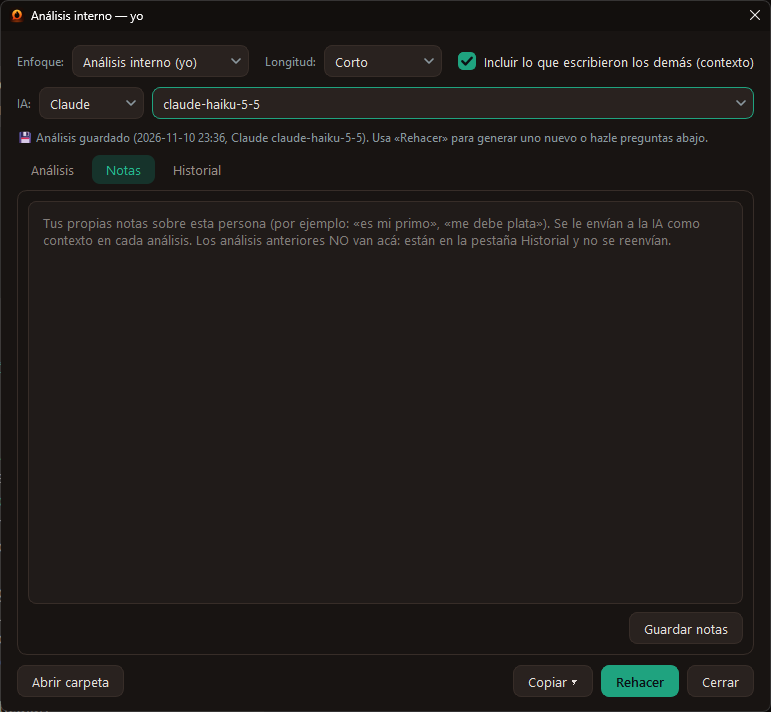 Análisis interno — yo
Enfoque: Análisis interno (yo) Longitud: Corto Incluir lo que escribieron los demás (contexto)
IA: Claude claude-haiku-5-5
Análisis guardado (2026-11-10 23:36, Claude claude-haiku-5-5). Usa «Rehacer» para generar uno nuevo o hazle preguntas abajo.
Análisis Notas Historial
Tus propias notas sobre esta persona (por ejemplo: «es mi primo», «me debe plata»). Se le envían a la IA como
contexto en cada análisis. Los análisis anteriores NO van acá: están en la pestaña Historial y no se reenvían.
Guardar notas
Abrir carpeta Copiar Rehacer Cerrar